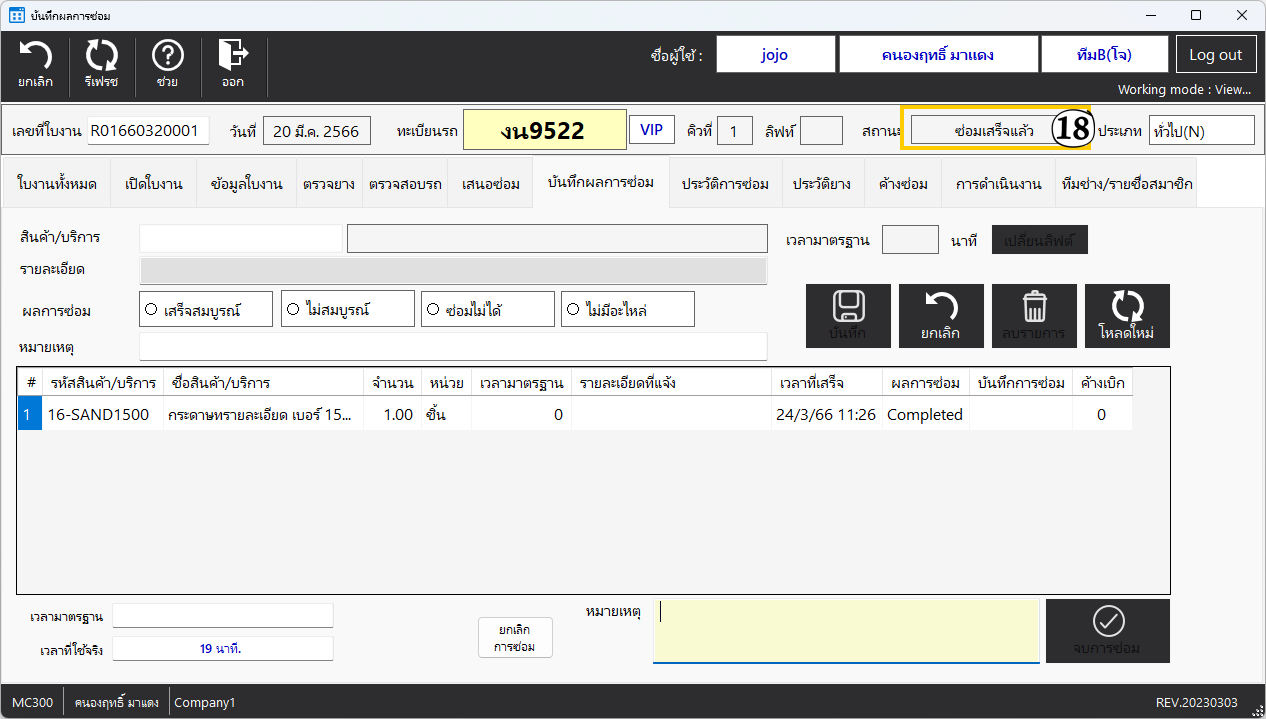 บันทึกผลการซ่อม
ยกเลิก รีเฟรซ ช่วย ออก ชื่อผู้ใช้ : jojo คนองฤทธิ์ มาแดง ทีมB(โจ) Log out
Working mode : View...
เลขที่ใบงาน R01660320001 วันที่ 20 มี.ค. 2566 ทะเบียนรถ งน9522 VIP คิวที่ 1 ลิฟท์ สถานะ ซ่อมเสร็จแล้ว 18 ประเภท ทั่วไป(N)
ใบงานทั้งหมด เปิดใบงาน ข้อมูลใบงาน ตรวจยาง ตรวจสอบรถ เสนอซ่อม บันทึกผลการซ่อม ประวัติการซ่อม ประวัติยาง ค้างซ่อม การดำเนินงาน ทีมช่าง/รายชื่อสมาชิก
สินค้า/บริการ เวลามาตรฐาน นาที เปลี่ยนลิฟต์
รายละเอียด
ผลการซ่อม เสร็จสมบูรณ์ ไม่สมบูรณ์ ซ่อมไม่ได้ ไม่มีอะไหล่ บันทึก ยกเลิก ลบรายการ โหลดใหม่
หมายเหตุ
# รหัสสินค้า/บริการ ชื่อสินค้า/บริการ จำนวน หน่วย เวลามาตรฐาน รายละเอียดที่แจ้ง เวลาที่เสร็จ ผลการซ่อม บันทึกการซ่อม ค้างเบิก
1 16-SAND1500 กระดาษทรายละเอียด เบอร์ 15... 1.00 ชิ้น 0 24/3/66 11:26 Completed 0
เวลามาตรฐาน ยกเลิก การซ่อม หมายเหตุ จบการซ่อม
เวลาที่ใช้จริง 19 นาที.
MC300 คนองฤทธิ์ มาแดง Company1 REV.20230303